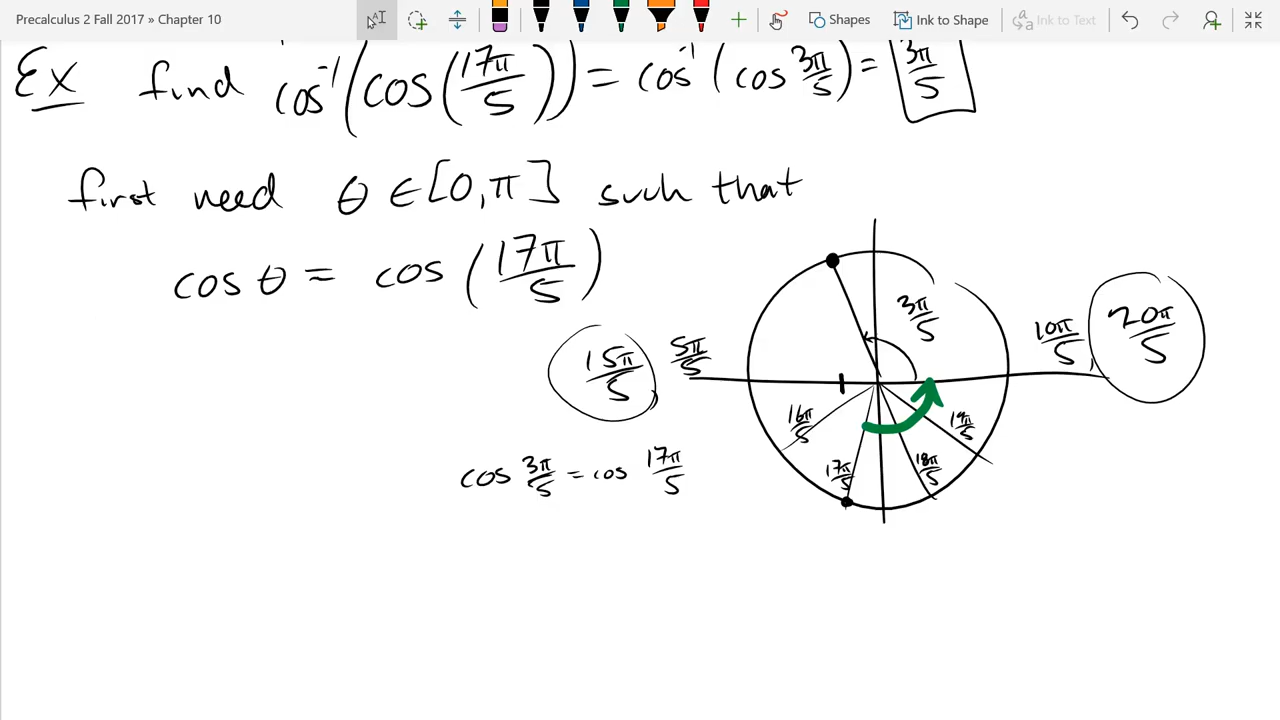 Precalculus 2 Fall 2017 » Chapter 10
Shapes
Ink to Shape
Ink to Text
Ex find cos⁻¹(cos(17π/5)) = cos⁻¹(cos 3π/5) = 3π/5
first need θ ∈ [0, π] such that
cos θ = cos (17π/5)
3π/5
15π/5 5π/5 10π/5, 20π/5
16π/5 17π/5 18π/5 19π/5
cos 3π/5 = cos 17π/5